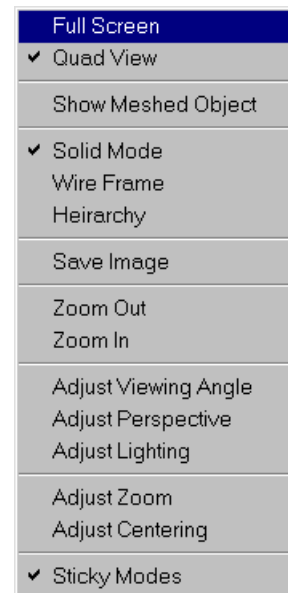 Full Screen
Quad View
Show Meshed Object
Solid Mode
Wire Frame
Heirarchy
Save Image
Zoom Out
Zoom In
Adjust Viewing Angle
Adjust Perspective
Adjust Lighting
Adjust Zoom
Adjust Centering
Sticky Modes